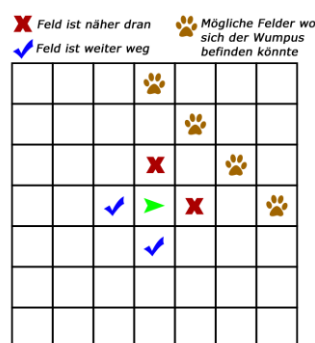 Feld ist näher dran
Feld ist weiter weg
Mögliche Felder wo
sich der Wumpus
befinden könnte